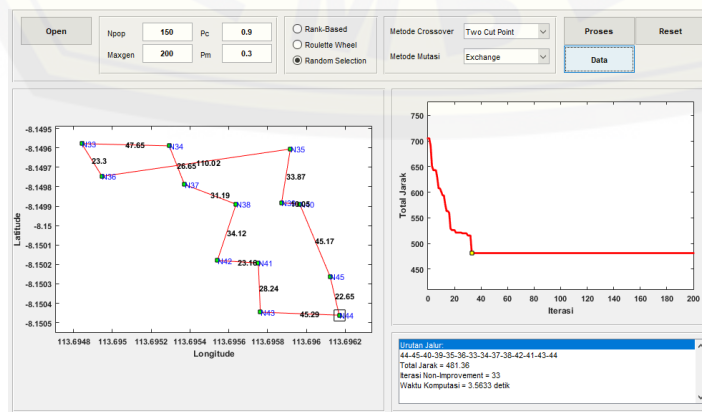 Open
Npop 150 Pc 0.9
Maxgen 200 Pm 0.3
Rank-Based
Roulette Wheel
Random Selection
Metode Crossover Two Cut Point
Metode Mutasi Exchange
Proses Reset
Data
-8.1495
-8.1496
-8.1497
-8.1498
-8.1499
-8.15
-8.1501
-8.1502
-8.1503
-8.1504
-8.1505
Latitude
N33 47.65 N34 N35
23.3 26.65 110.02
N36 33.87
N37
31.19
N38 10.05
34.12 45.17
N42 23.16 N41
N45
28.24 22.65
N43 45.29 N44
113.6948 113.695 113.6952 113.6954 113.6956 113.6958 113.696 113.6962
Longitude
750
700
650
600
550
500
450
Total Jarak
0 20 40 60 80 100 120 140 160 180 200
Iterasi
Urutan Jalur:
44-45-40-39-35-36-33-34-37-38-42-41-43-44
Total Jarak = 481.36
Iterasi Non-Improvement = 33
Waktu Komputasi = 3.5633 detik